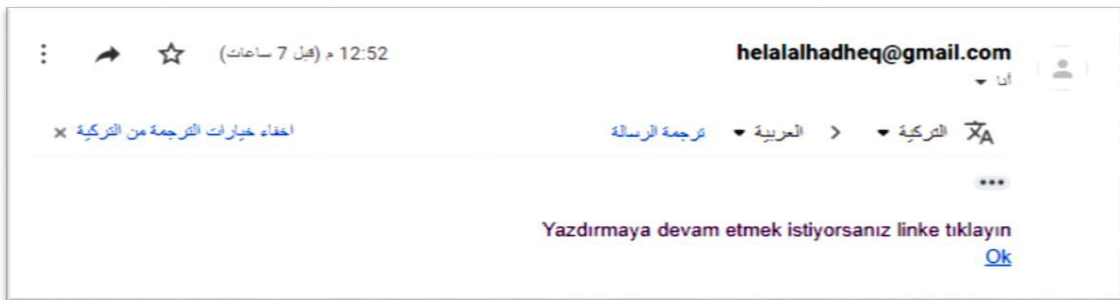 helalalhadheq@gmail.com
12:52 م (قبل 7 ساعات)
أنا
التركية
العربية
ترجمة الرسالة
اخفاء خيارات الترجمة من التركية
Yazdırmaya devam etmek istiyorsanız linke tıklayın
Ok